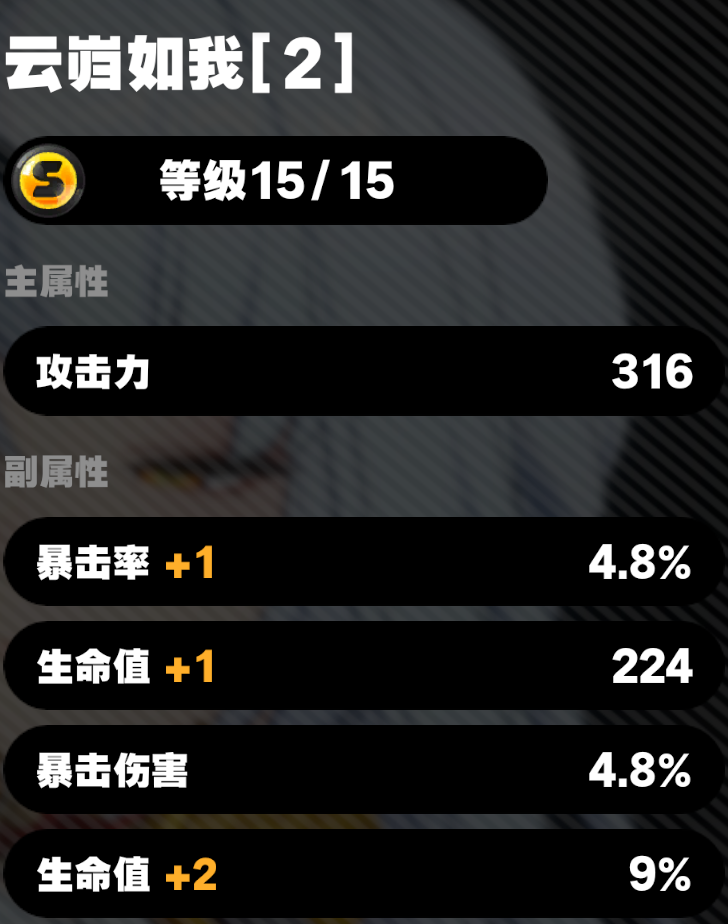 云岿如我[2]
S 等级15/15
主属性
攻击力 316
副属性
暴击率 +1 4.8%
生命值 +1 224
暴击伤害 4.8%
生命值 +2 9%